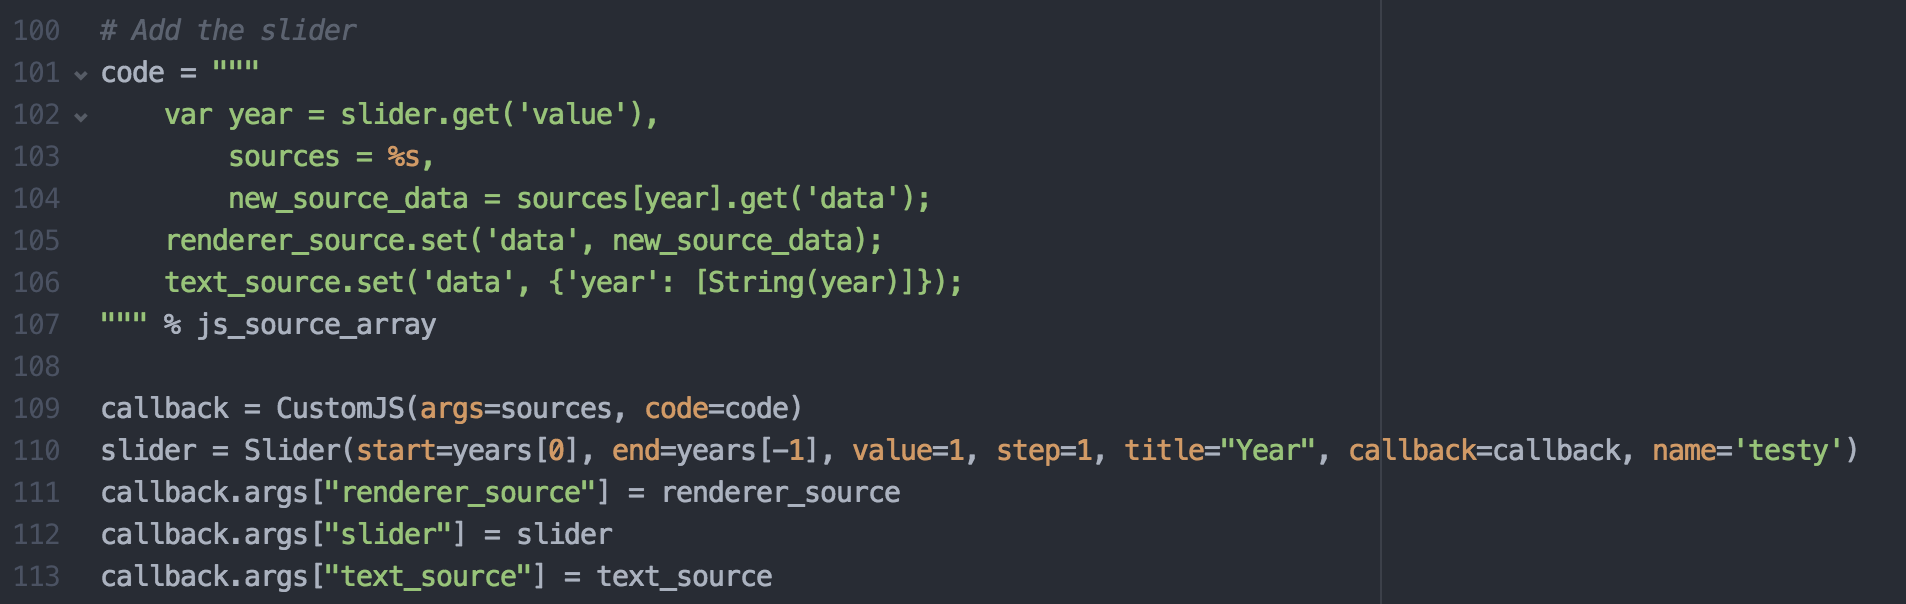 100 # Add the slider
101 code = """
102     var year = slider.get('value'),
103         sources = %s,
104         new_source_data = sources[year].get('data');
105     renderer_source.set('data', new_source_data);
106     text_source.set('data', {'year': [String(year)]});
107 """ % js_source_array
108
109 callback = CustomJS(args=sources, code=code)
110 slider = Slider(start=years[0], end=years[-1], value=1, step=1, title="Year", callback=callback, name='testy')
111 callback.args["renderer_source"] = renderer_source
112 callback.args["slider"] = slider
113 callback.args["text_source"] = text_source